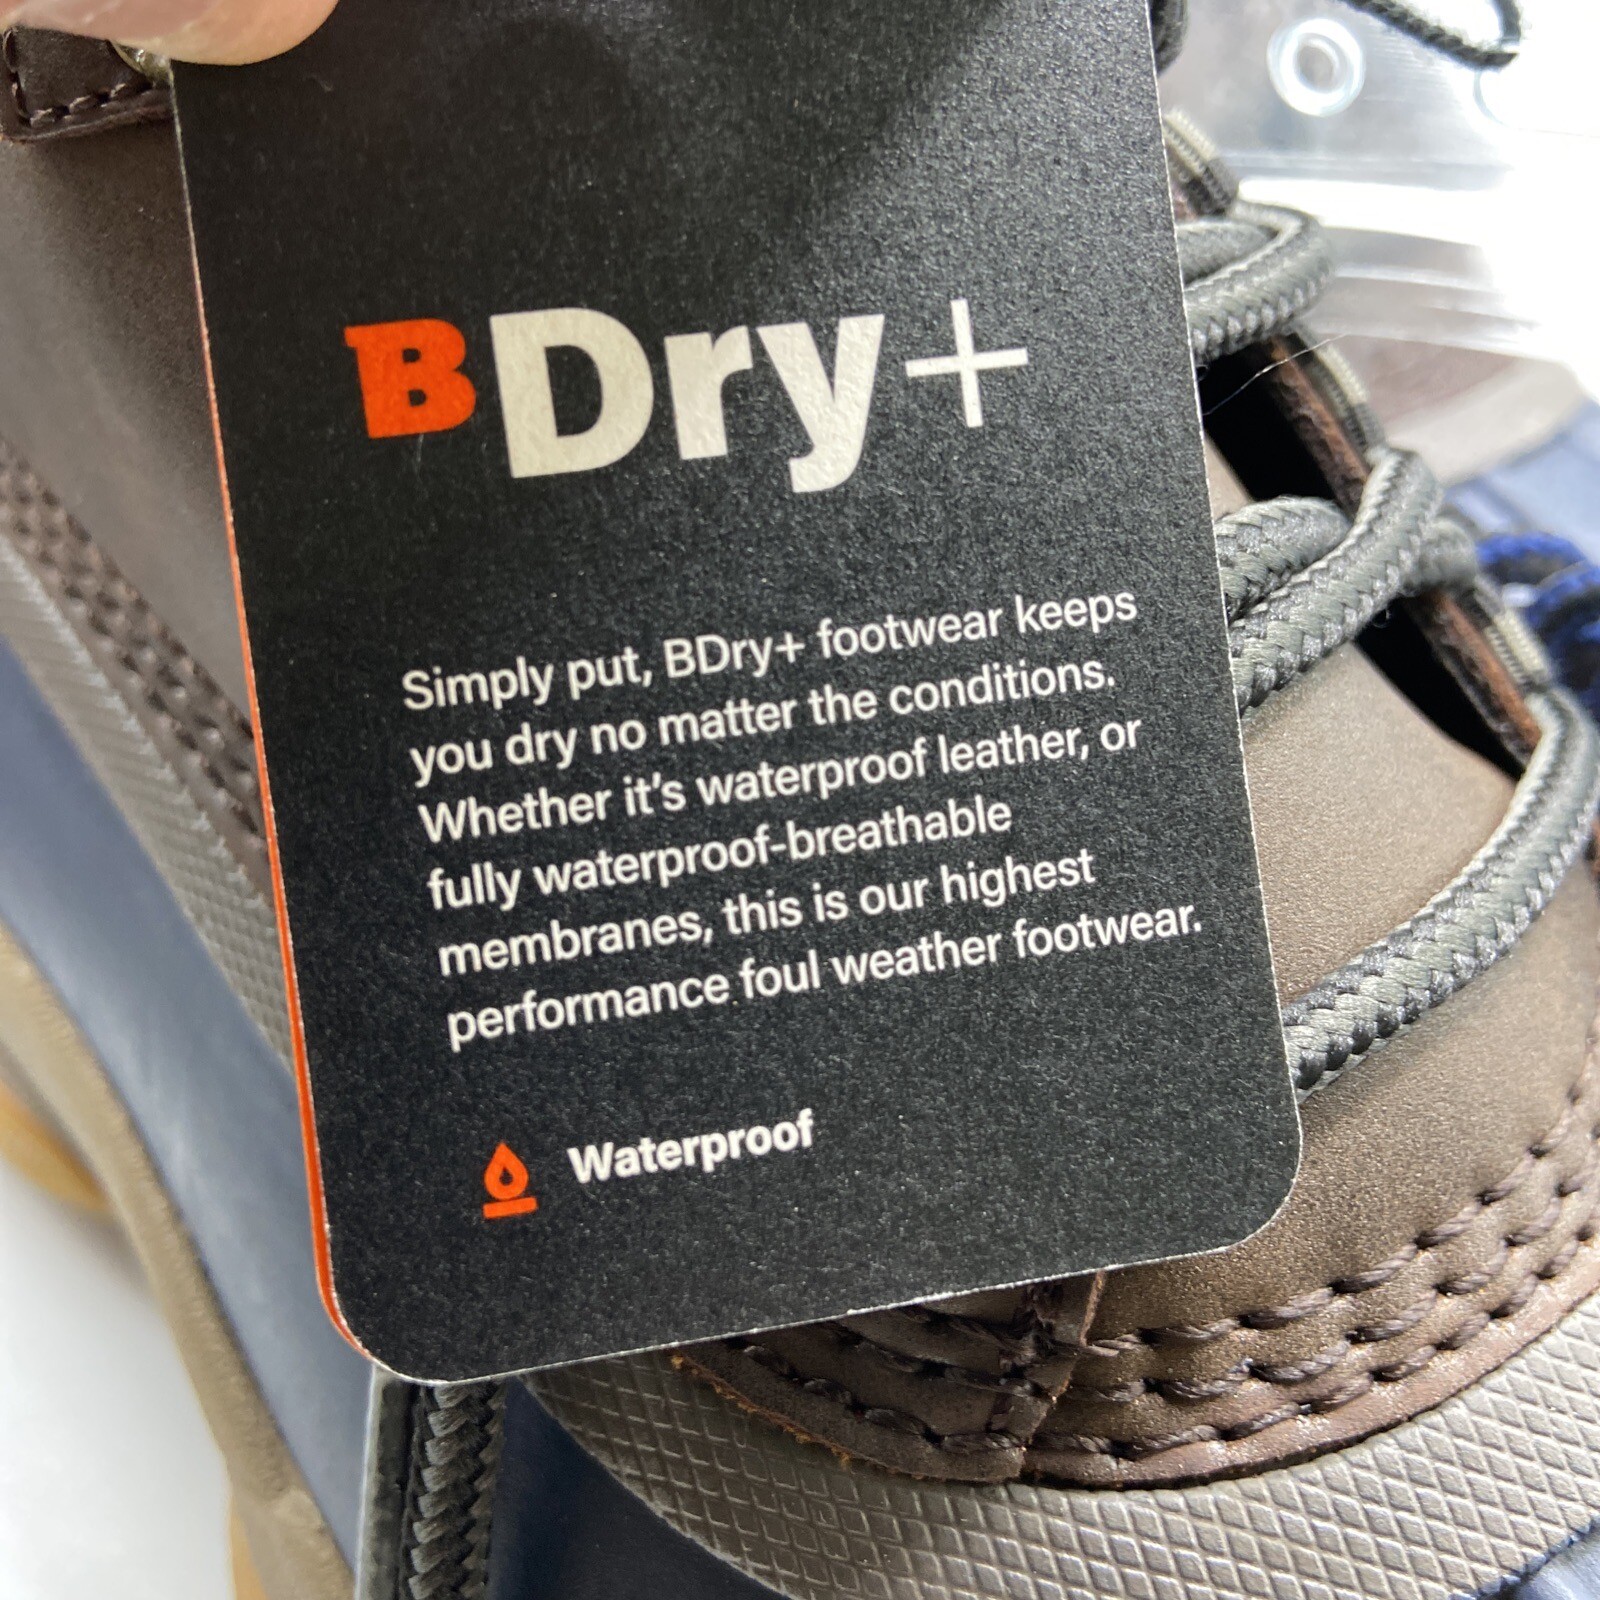 BDry+
Simply put, BDry+ footwear keeps
you dry no matter the conditions.
Whether it's waterproof leather, or
fully waterproof-breathable
membranes, this is our highest
performance foul weather footwear.
Waterproof